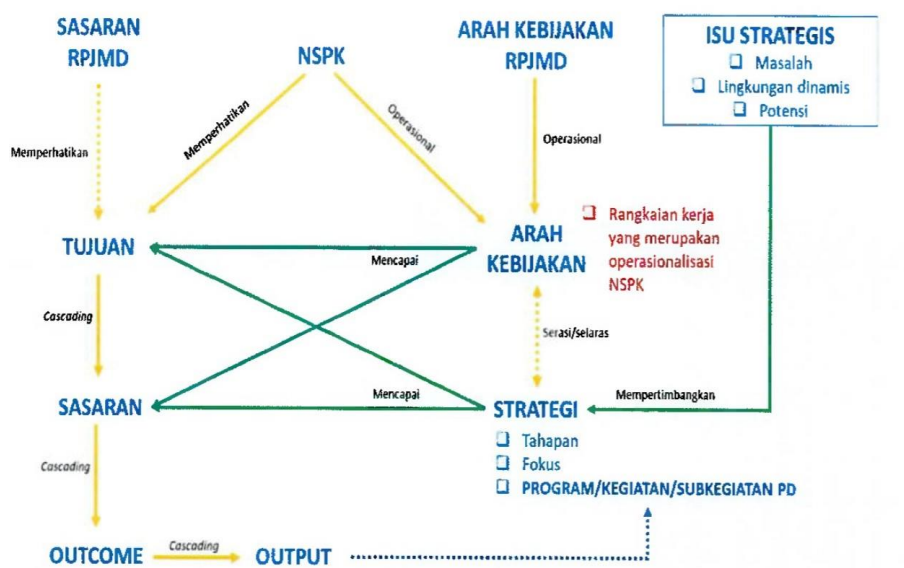 SASARAN
RPJMD
NSPK
ARAH KEBIJAKAN
RPJMD
ISU STRATEGIS
Masalah
Lingkungan dinamis
Potensi
Memperhatikan
Memperhatikan
Operasional
Operasional
TUJUAN
Mencapai
ARAH
KEBIJAKAN
Rangkaian kerja
yang merupakan
operasionalisasi
NSPK
Cascading
Serasi/selaras
SASARAN
Mencapai
STRATEGI
Mempertimbangkan
Tahapan
Fokus
PROGRAM/KEGIATAN/SUBKEGIATAN PD
Cascading
OUTCOME
Cascading
OUTPUT